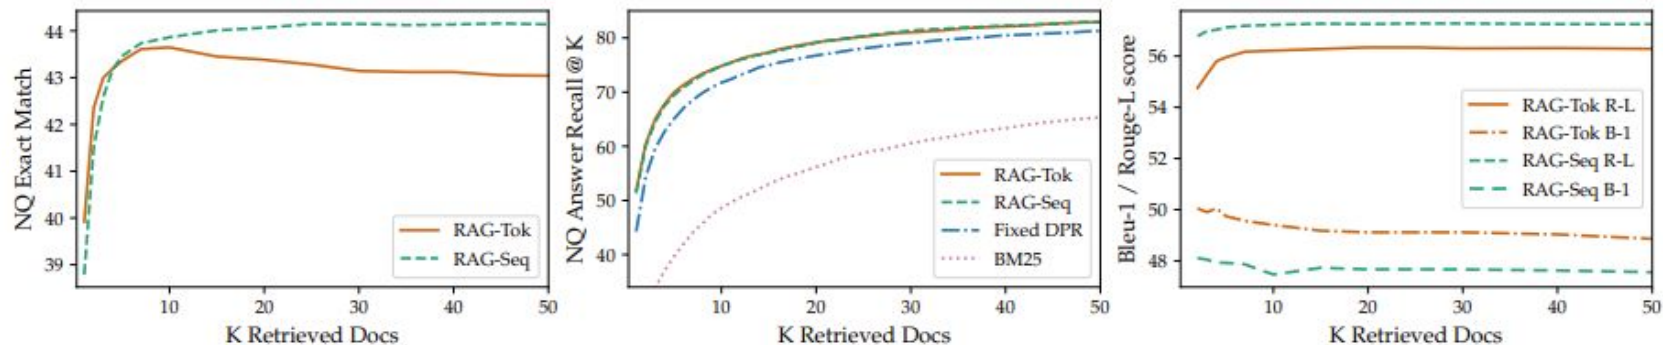 NQ Exact Match
44
43
42
41
40
39
10
20
30
40
50
K Retrieved Docs
RAG-Tok
RAG-Seq
NQ Answer Recall @ K
80
70
60
50
40
10
20
30
40
50
K Retrieved Docs
RAG-Tok
RAG-Seq
Fixed DPR
BM25
Bleu-1 / Rouge-L score
56
54
52
50
48
10
20
30
40
50
K Retrieved Docs
RAG-Tok R-L
RAG-Tok B-1
RAG-Seq R-L
RAG-Seq B-1